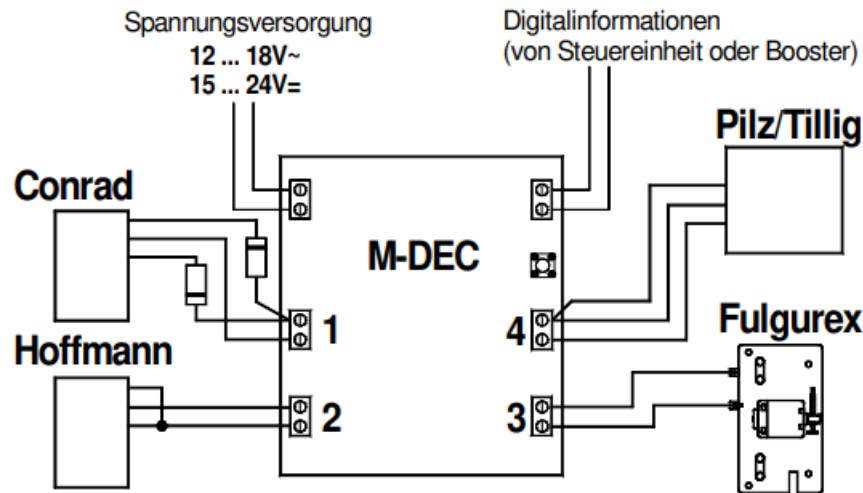 Spannungsversorgung
12 ... 18V~
15 ... 24V=
Digitalinformationen
(von Steuereinheit oder Booster)
Pilz/Tillig
Conrad
M-DEC
1
4
Hoffmann
Fulgurex
2
3